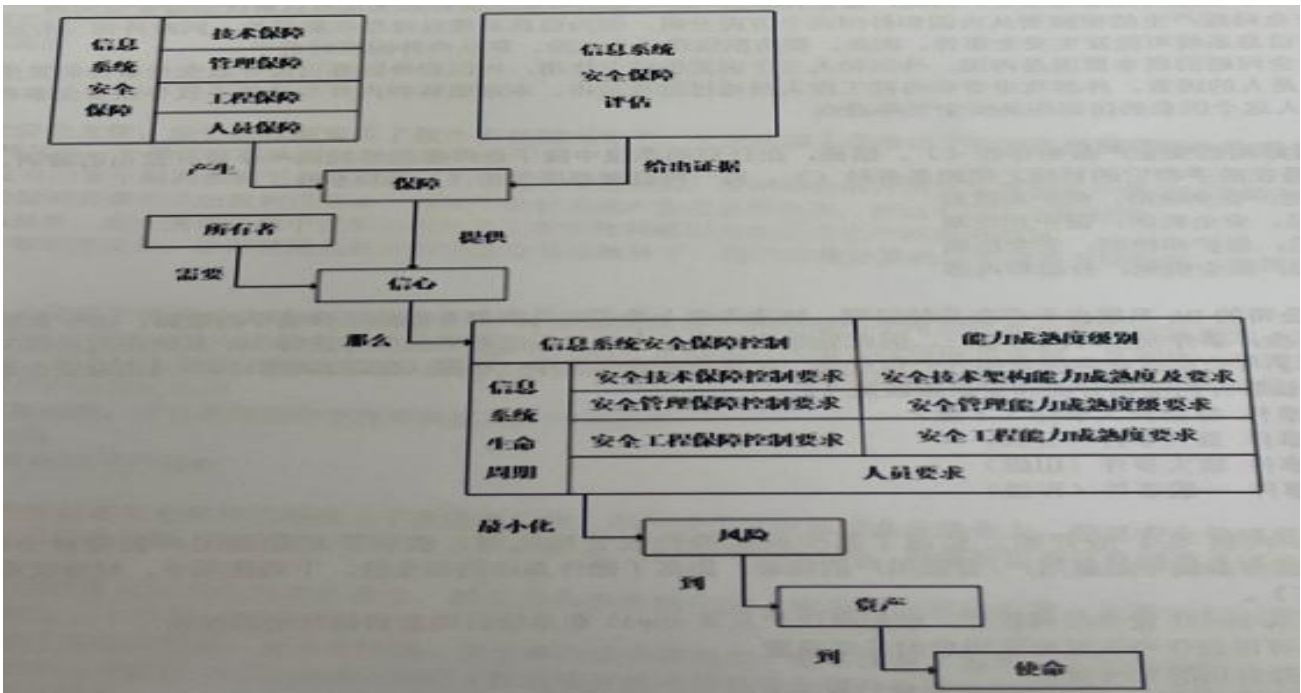 信息
系统
安全
保障
技术保障
管理保障
工程保障
人员保障
信息系统
安全保障
评估
产生
给出证据
保障
所有者
提供
需要
信心
那么
信息系统安全保障控制
能力成熟度级别
信息
系统
生命
周期
安全技术保障控制要求
安全技术架构能力成熟度及要求
安全管理保障控制要求
安全管理能力成熟度级要求
安全工程保障控制要求
安全工程能力成熟度要求
人员要求
最小化
风险
到
资产
到
使命